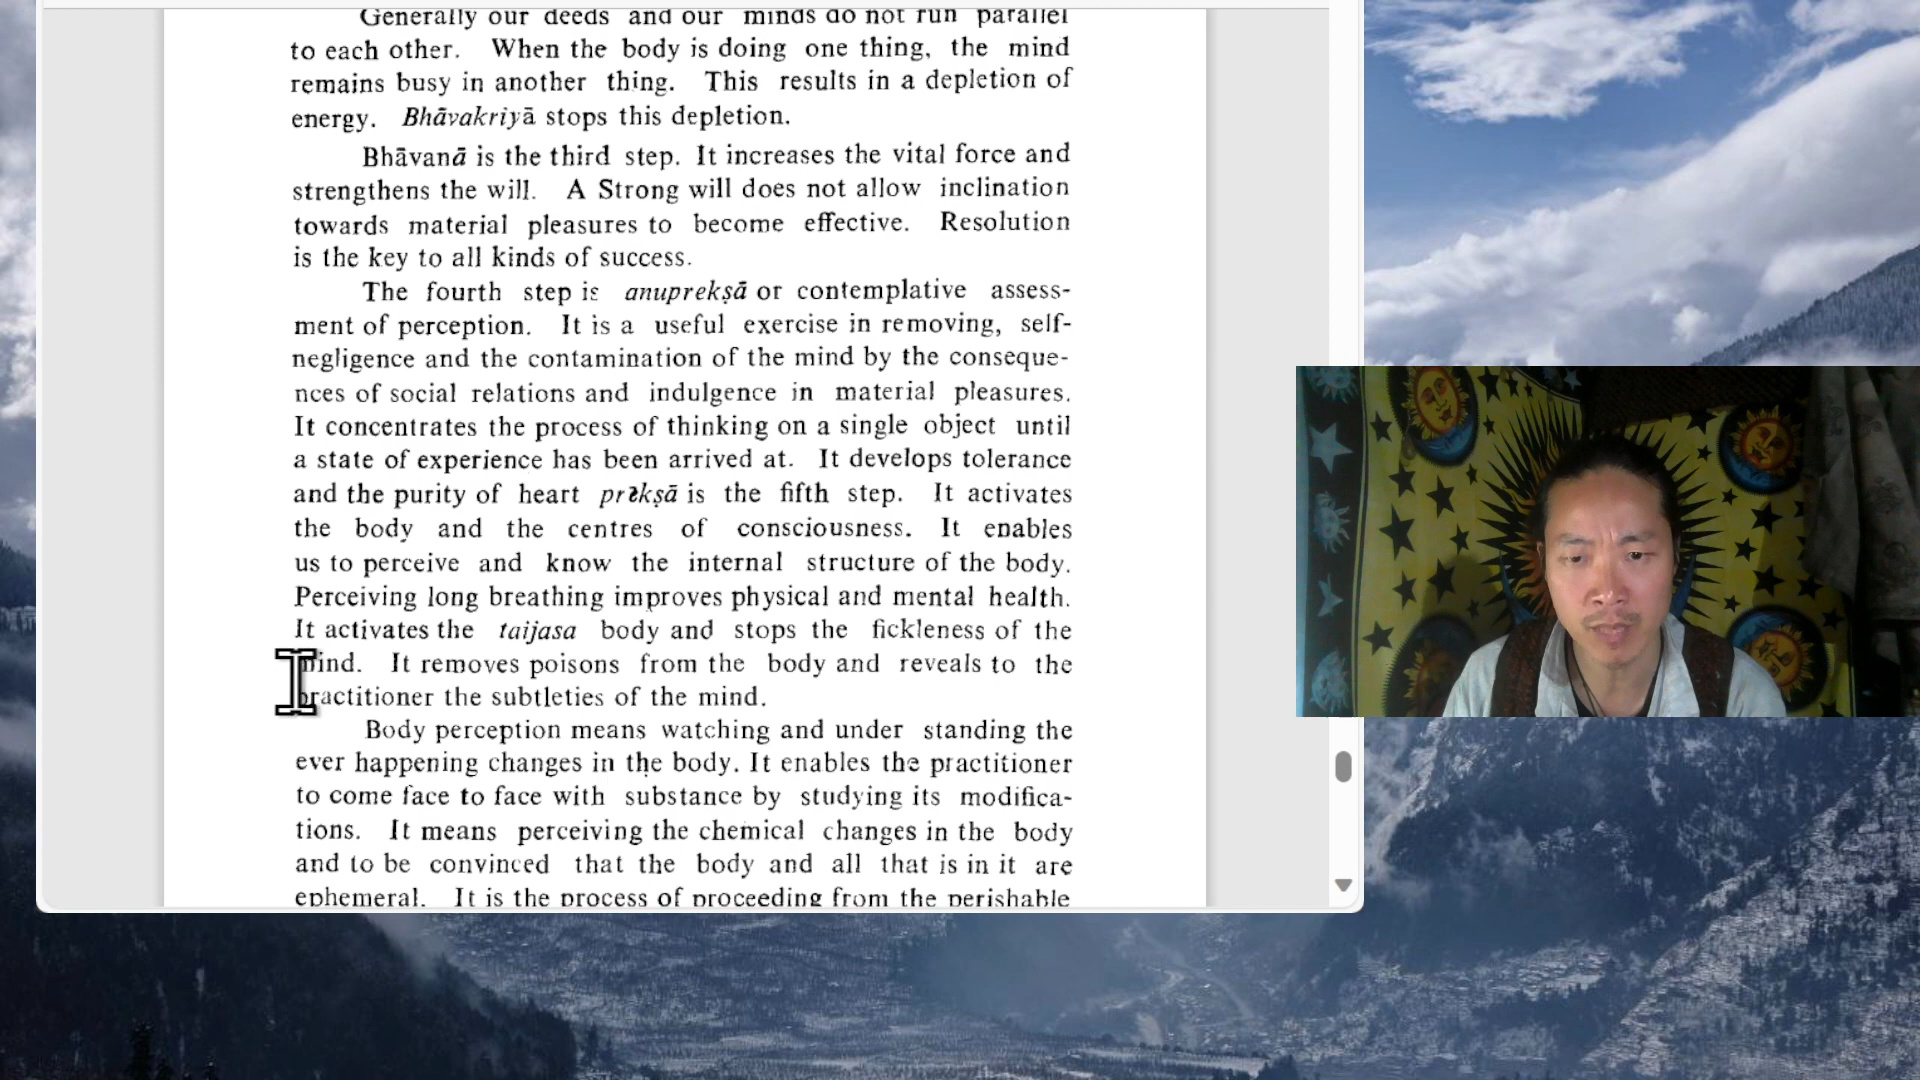 Generally our deeds and our minds do not run parallel
to each other. When the body is doing one thing, the mind
remains busy in another thing. This results in a depletion of
energy. Bhāvakriyā stops this depletion.
Bhāvanā is the third step. It increases the vital force and
strengthens the will. A Strong will does not allow inclination
towards material pleasures to become effective. Resolution
is the key to all kinds of success.
The fourth step is anuprekṣā or contemplative assess-
ment of perception. It is a useful exercise in removing, self-
negligence and the contamination of the mind by the conseque-
nces of social relations and indulgence in material pleasures.
It concentrates the process of thinking on a single object until
a state of experience has been arrived at. It develops tolerance
and the purity of heart prekṣā is the fifth step. It activates
the body and the centres of consciousness. It enables
us to perceive and know the internal structure of the body.
Perceiving long breathing improves physical and mental health.
It activates the taijasa body and stops the fickleness of the
mind. It removes poisons from the body and reveals to the
practitioner the subtleties of the mind.
Body perception means watching and under standing the
ever happening changes in the body. It enables the practitioner
to come face to face with substance by studying its modifica-
tions. It means perceiving the chemical changes in the body
and to be convinced that the body and all that is in it are
ephemeral. It is the process of proceeding from the perishable